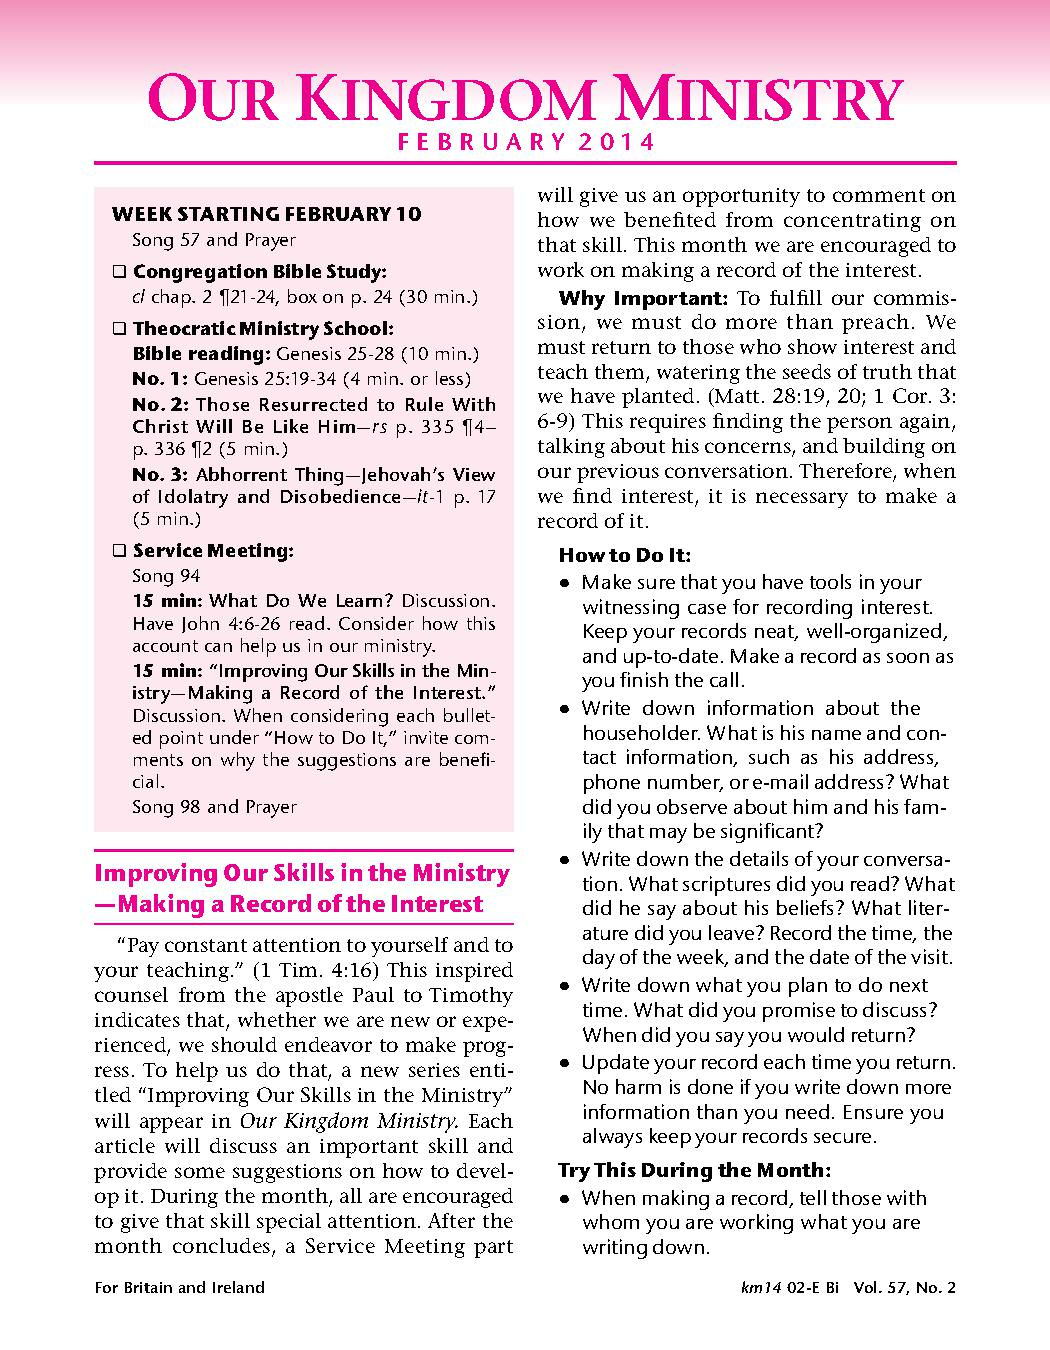 OUR KINGDOM MINISTRY
FEBRUARY 2014
WEEK STARTING FEBRUARY 10
Song 57 and Prayer
❑ Congregation Bible Study:
cl chap. 2 ¶21-24, box on p. 24 (30 min.)
❑ Theocratic Ministry School:
Bible reading: Genesis 25-28 (10 min.)
No. 1: Genesis 25:19-34 (4 min. or less)
No. 2: Those Resurrected to Rule With
Christ Will Be Like Him—rs p. 335 ¶4–
p. 336 ¶2 (5 min.)
No. 3: Abhorrent Thing—Jehovah’s View
of Idolatry and Disobedience—it-1 p. 17
(5 min.)
❑ Service Meeting:
Song 94
15 min: What Do We Learn? Discussion.
Have John 4:6-26 read. Consider how this
account can help us in our ministry.
15 min: “Improving Our Skills in the Min-
istry—Making a Record of the Interest.”
Discussion. When considering each bullet-
ed point under “How to Do It,” invite com-
ments on why the suggestions are benefi-
cial.
Song 98 and Prayer
Improving Our Skills in the Ministry
—Making a Record of the Interest
“Pay constant attention to yourself and to
your teaching.” (1 Tim. 4:16) This inspired
counsel from the apostle Paul to Timothy
indicates that, whether we are new or expe-
rienced, we should endeavor to make prog-
ress. To help us do that, a new series enti-
tled “Improving Our Skills in the Ministry”
will appear in Our Kingdom Ministry. Each
article will discuss an important skill and
provide some suggestions on how to devel-
op it. During the month, all are encouraged
to give that skill special attention. After the
month concludes, a Service Meeting part
will give us an opportunity to comment on
how we benefited from concentrating on
that skill. This month we are encouraged to
work on making a record of the interest.
Why Important: To fulfill our commis-
sion, we must do more than preach. We
must return to those who show interest and
teach them, watering the seeds of truth that
we have planted. (Matt. 28:19, 20; 1 Cor. 3:
6-9) This requires finding the person again,
talking about his concerns, and building on
our previous conversation. Therefore, when
we find interest, it is necessary to make a
record of it.
How to Do It:
● Make sure that you have tools in your
witnessing case for recording interest.
Keep your records neat, well-organized,
and up-to-date. Make a record as soon as
you finish the call.
● Write down information about the
householder. What is his name and con-
tact information, such as his address,
phone number, or e-mail address? What
did you observe about him and his fam-
ily that may be significant?
● Write down the details of your conversa-
tion. What scriptures did you read? What
did he say about his beliefs? What liter-
ature did you leave? Record the time, the
day of the week, and the date of the visit.
● Write down what you plan to do next
time. What did you promise to discuss?
When did you say you would return?
● Update your record each time you return.
No harm is done if you write down more
information than you need. Ensure you
always keep your records secure.
Try This During the Month:
● When making a record, tell those with
whom you are working what you are
writing down.
For Britain and Ireland
km14 02-E Bi Vol. 57, No. 2